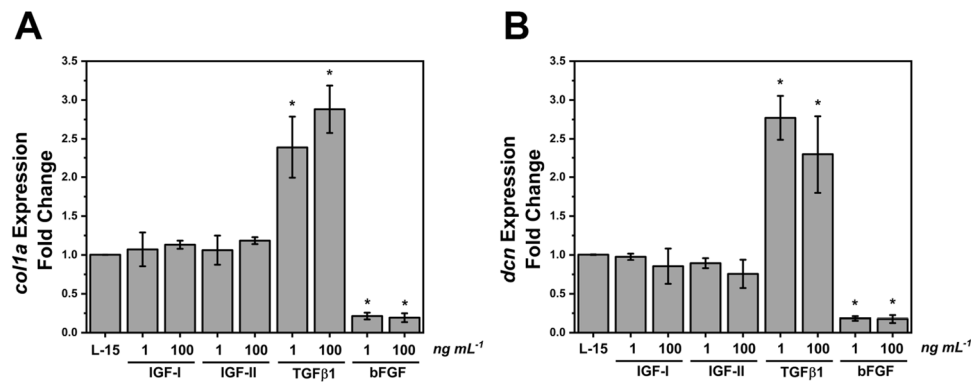 A
col1a Expression
Fold Change
3.5
3.0
2.5
2.0
1.5
1.0
0.5
0.0
* * * *
L-15 1 100 1 100 1 100 1 100 ng mL⁻¹
IGF-I IGF-II TGFβ1 bFGF
B
dcn Expression
Fold Change
3.5
3.0
2.5
2.0
1.5
1.0
0.5
0.0
* * * *
L-15 1 100 1 100 1 100 1 100 ng mL⁻¹
IGF-I IGF-II TGFβ1 bFGF